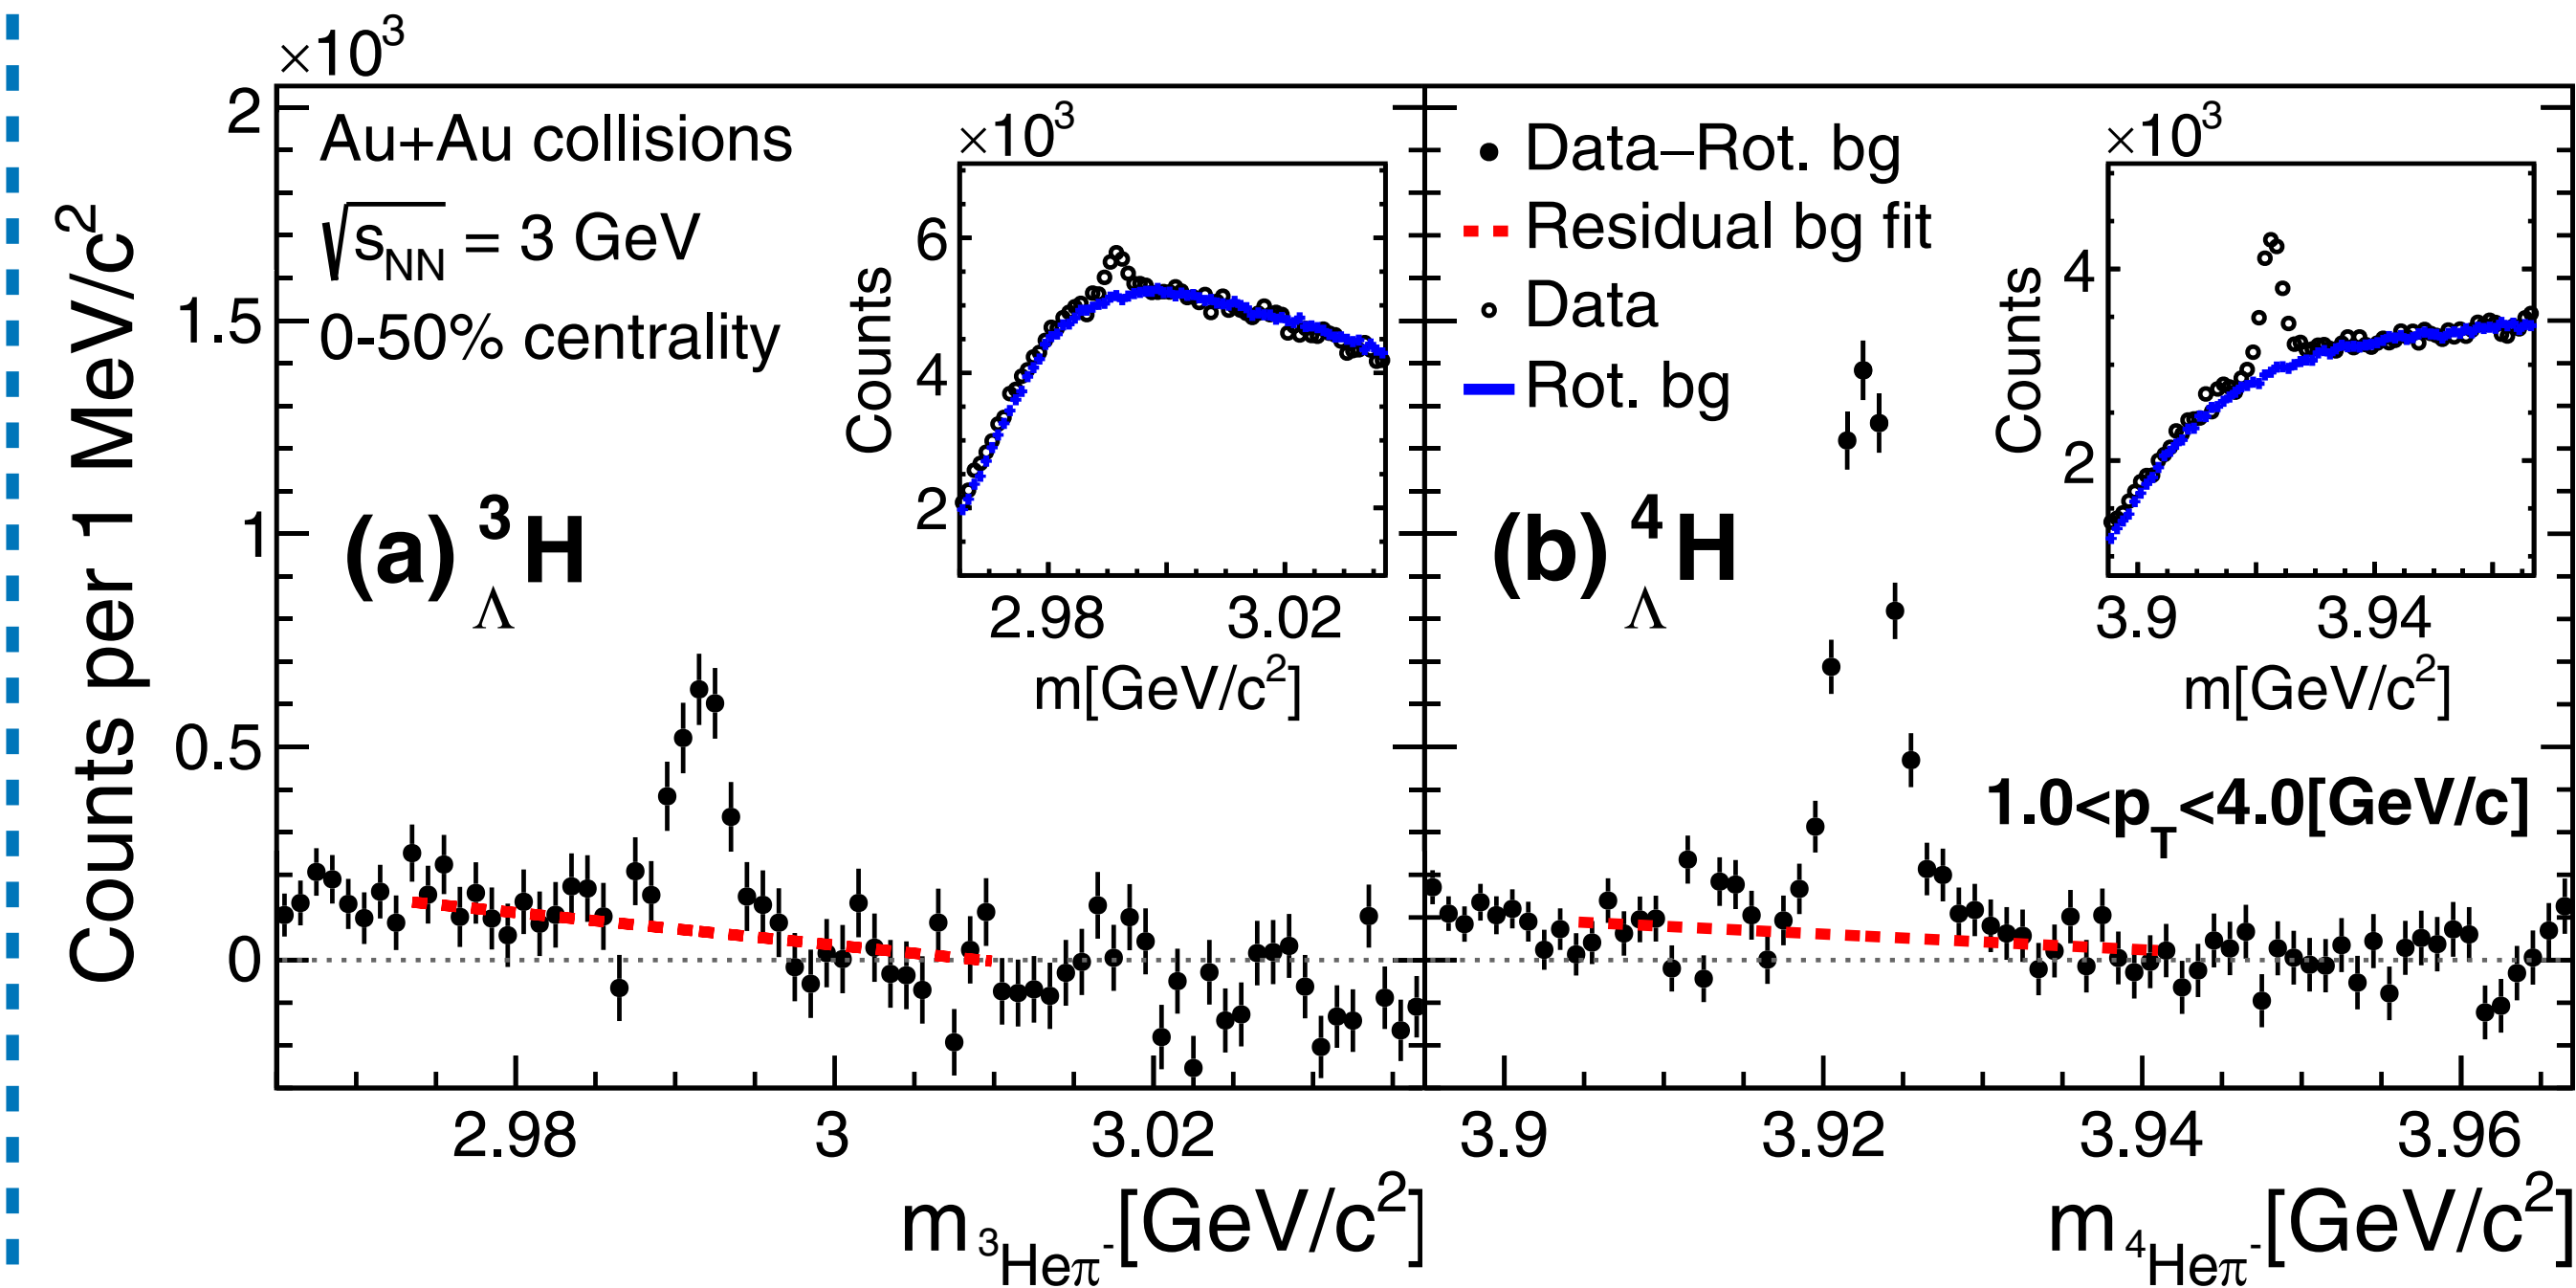 ×10³
Counts per 1 MeV/c²
2
1.5
1
0.5
0
Au+Au collisions
√sNN = 3 GeV
0-50% centrality
(a) ³ΛH
×10³
Counts
6
4
2
2.98 3.02
m[GeV/c²]
2.98 3 3.02
m³Heπ⁻[GeV/c²]
Data–Rot. bg
Residual bg fit
Data
Rot. bg
(b) ⁴ΛH
×10³
Counts
4
2
3.9 3.94
m[GeV/c²]
1.0<pT<4.0[GeV/c]
3.9 3.92 3.94 3.96
m⁴Heπ⁻[GeV/c²]